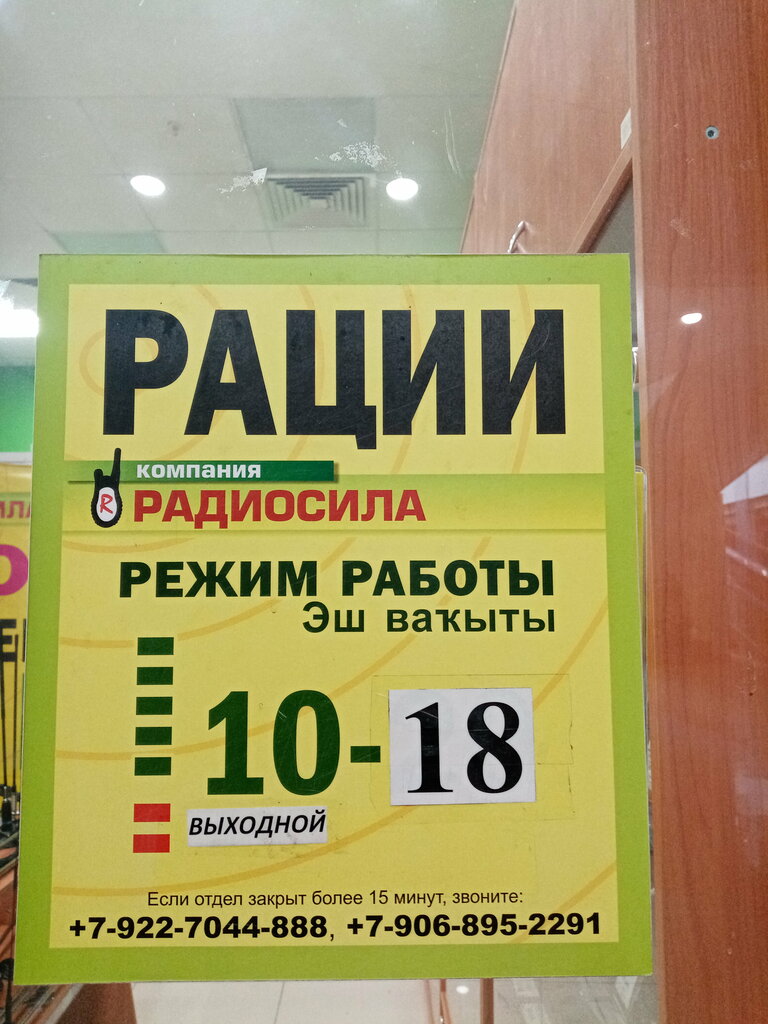 РАЦИИ
компания
R
РАДИОСИЛА
РЕЖИМ РАБОТЫ
Эш ваҡыты
10-18
ВЫХОДНОЙ
Если отдел закрыт более 15 минут, звоните:
+7-922-7044-888, +7-906-895-2291